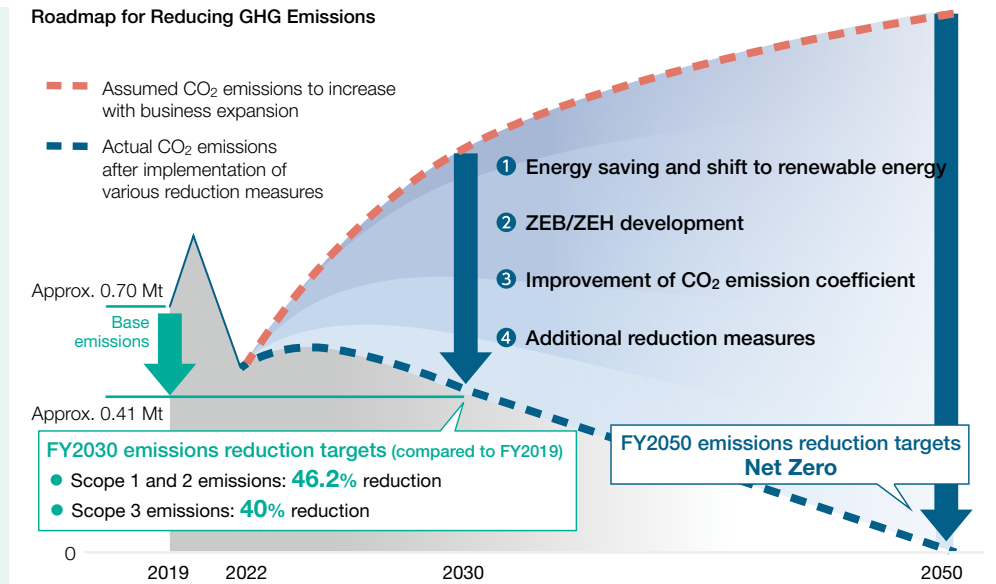 Roadmap for Reducing GHG Emissions
Assumed CO₂ emissions to increase
with business expansion
Actual CO₂ emissions
after implementation of
various reduction measures
❶ Energy saving and shift to renewable energy
❷ ZEB/ZEH development
❸ Improvement of CO₂ emission coefficient
❹ Additional reduction measures
Approx. 0.70 Mt
Base
emissions
Approx. 0.41 Mt
FY2030 emissions reduction targets (compared to FY2019)
● Scope 1 and 2 emissions: 46.2% reduction
● Scope 3 emissions: 40% reduction
FY2050 emissions reduction targets
Net Zero
0
2019 2022 2030 2050